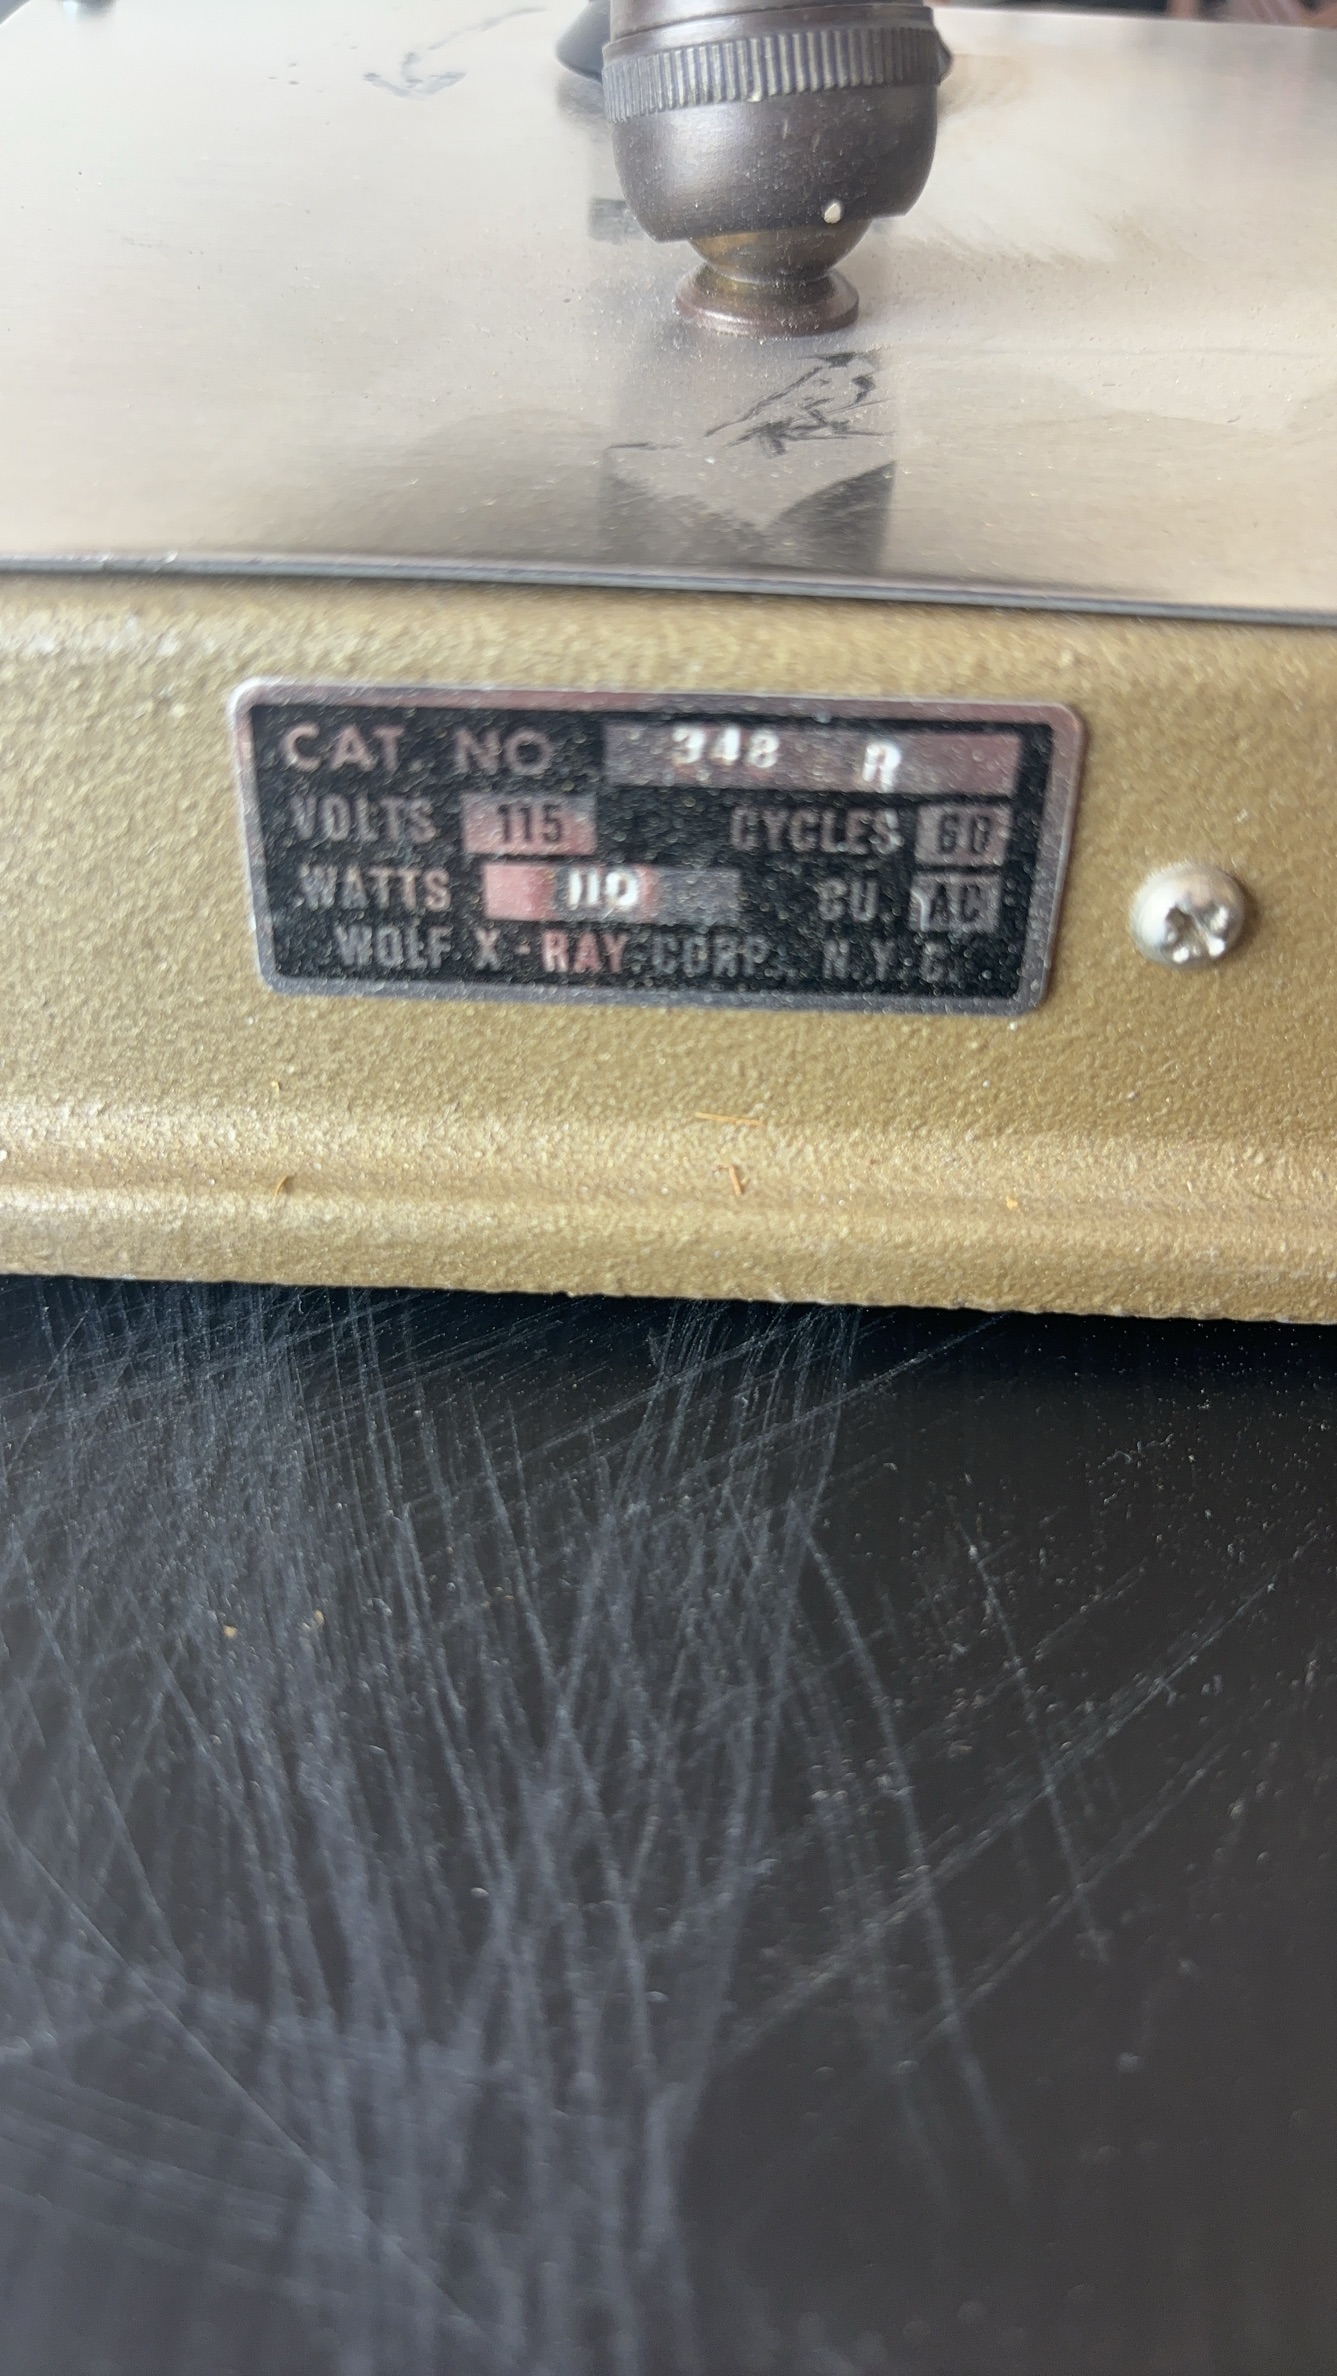 CAT. NO 348 R
VOLTS 115 CYCLES 60
WATTS 110 CU. AC
WOLF X-RAY CORP., N.Y.C.